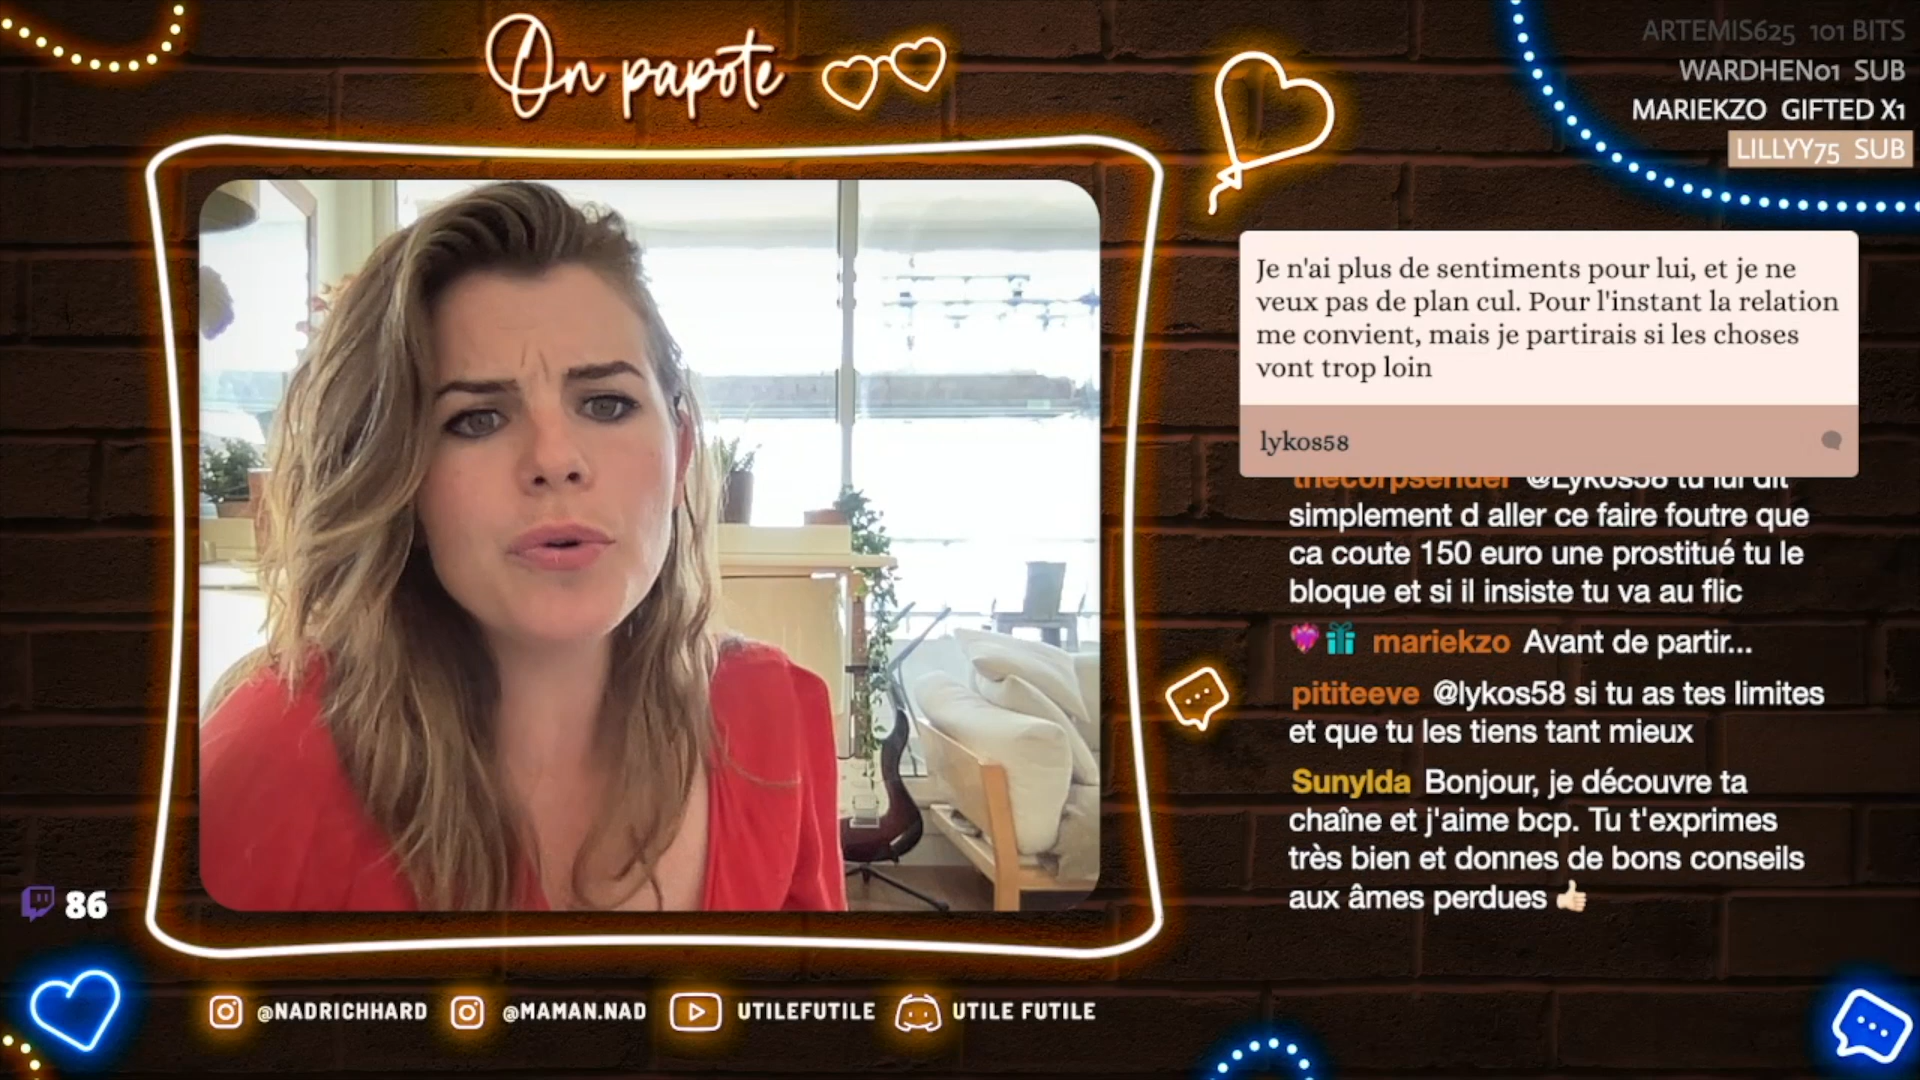 On papote
ARTEMIS625 101 BITS
WARDHEN01 SUB
MARIEKZO GIFTED X1
LILLYY75 SUB
Je n'ai plus de sentiments pour lui, et je ne
veux pas de plan cul. Pour l'instant la relation
me convient, mais je partirais si les choses
vont trop loin
lykos58
thecorpsender @Lykos58 tu lui dit
simplement d aller ce faire foutre que
ca coute 150 euro une prostitué tu le
bloque et si il insiste tu va au flic
mariekzo Avant de partir...
pititeeve @lykos58 si tu as tes limites
et que tu les tiens tant mieux
Sunylda Bonjour, je découvre ta
chaîne et j'aime bcp. Tu t'exprimes
très bien et donnes de bons conseils
aux âmes perdues
86
@NADRICHHARD @MAMAN.NAD UTILEFUTILE UTILE FUTILE